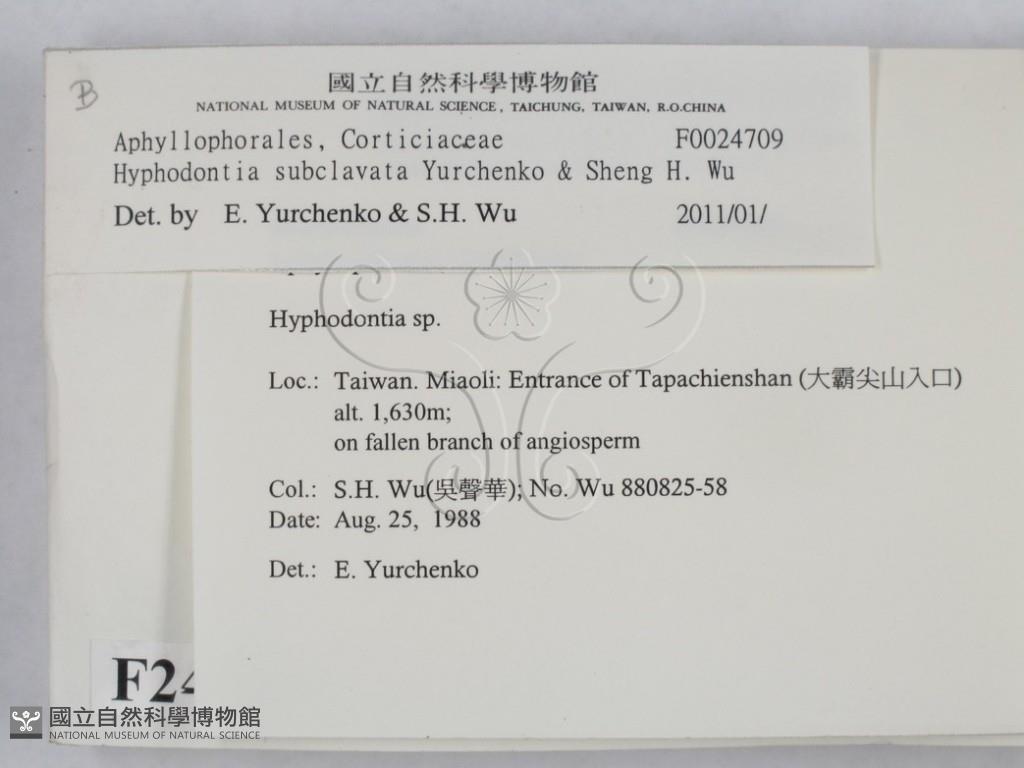 B
國立自然科學博物館
NATIONAL MUSEUM OF NATURAL SCIENCE, TAICHUNG, TAIWAN, R.O.CHINA
Aphyllophorales, Corticiaceae F0024709
Hyphodontia subclavata Yurchenko & Sheng H. Wu
Det. by E. Yurchenko & S.H. Wu 2011/01/
Hyphodontia sp.
Loc.: Taiwan. Miaoli: Entrance of Tapachienshan (大霸尖山入口)
alt. 1,630m;
on fallen branch of angiosperm
Col.: S.H. Wu(吳聲華); No. Wu 880825-58
Date: Aug. 25, 1988
Det.: E. Yurchenko
F24
國立自然科學博物館
NATIONAL MUSEUM OF NATURAL SCIENCE